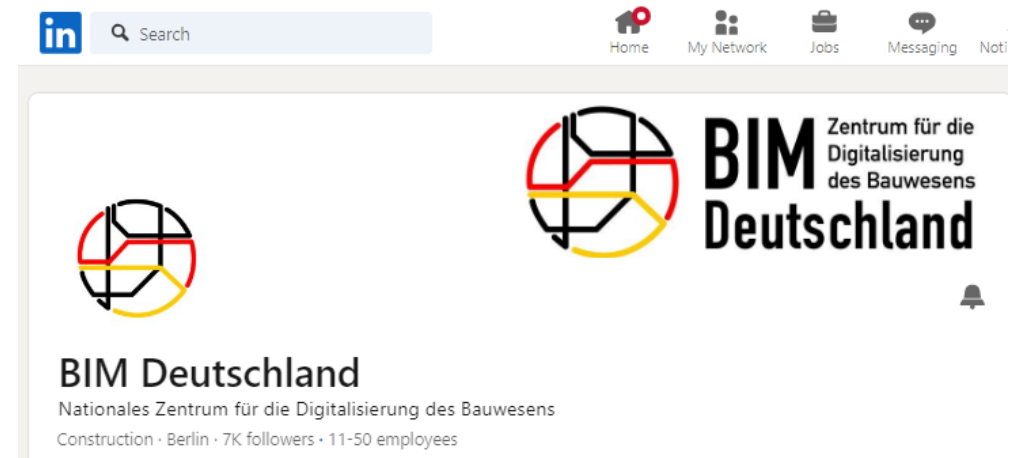 in
Search
Home
My Network
Jobs
Messaging
Noti
BIM Zentrum für die
Digitalisierung
des Bauwesens
Deutschland
BIM Deutschland
Nationales Zentrum für die Digitalisierung des Bauwesens
Construction · Berlin · 7K followers · 11-50 employees